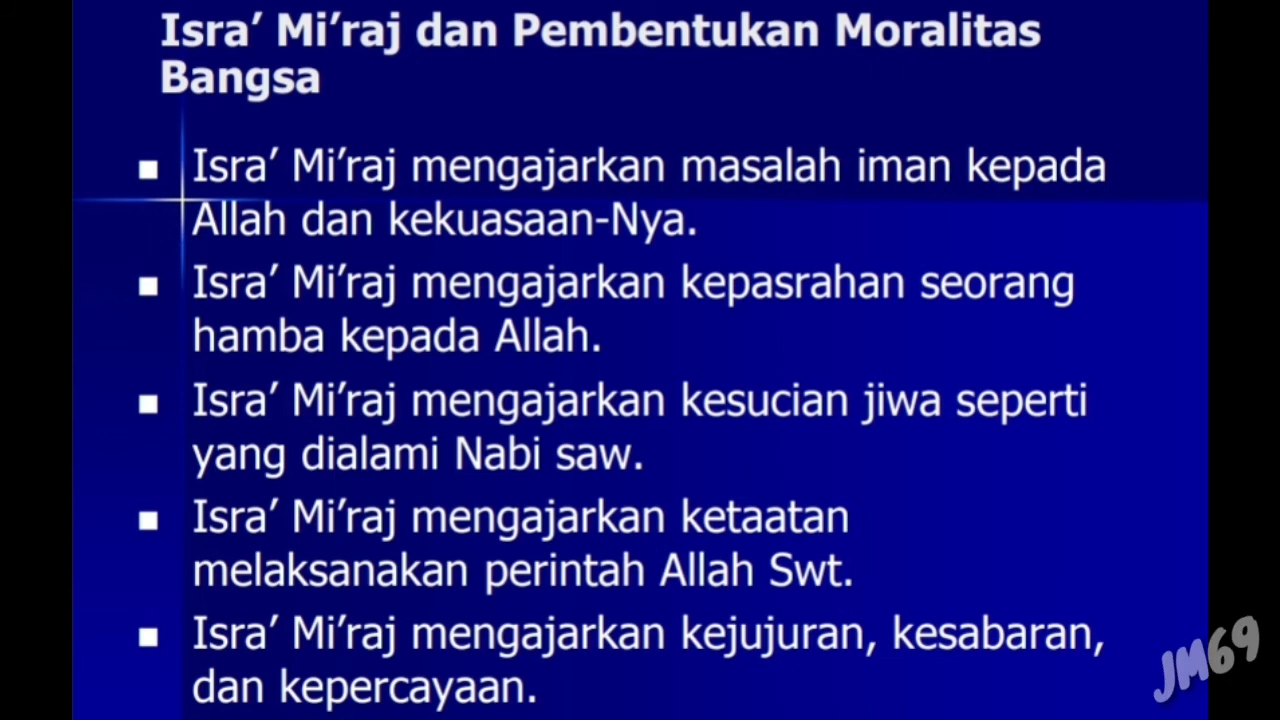 Isra’ Mi’raj dan Pembentukan Moralitas
Bangsa
Isra’ Mi’raj mengajarkan masalah iman kepada
Allah dan kekuasaan-Nya.
Isra’ Mi’raj mengajarkan kepasrahan seorang
hamba kepada Allah.
Isra’ Mi’raj mengajarkan kesucian jiwa seperti
yang dialami Nabi saw.
Isra’ Mi’raj mengajarkan ketaatan
melaksanakan perintah Allah Swt.
Isra’ Mi’raj mengajarkan kejujuran, kesabaran,
dan kepercayaan.
JM69